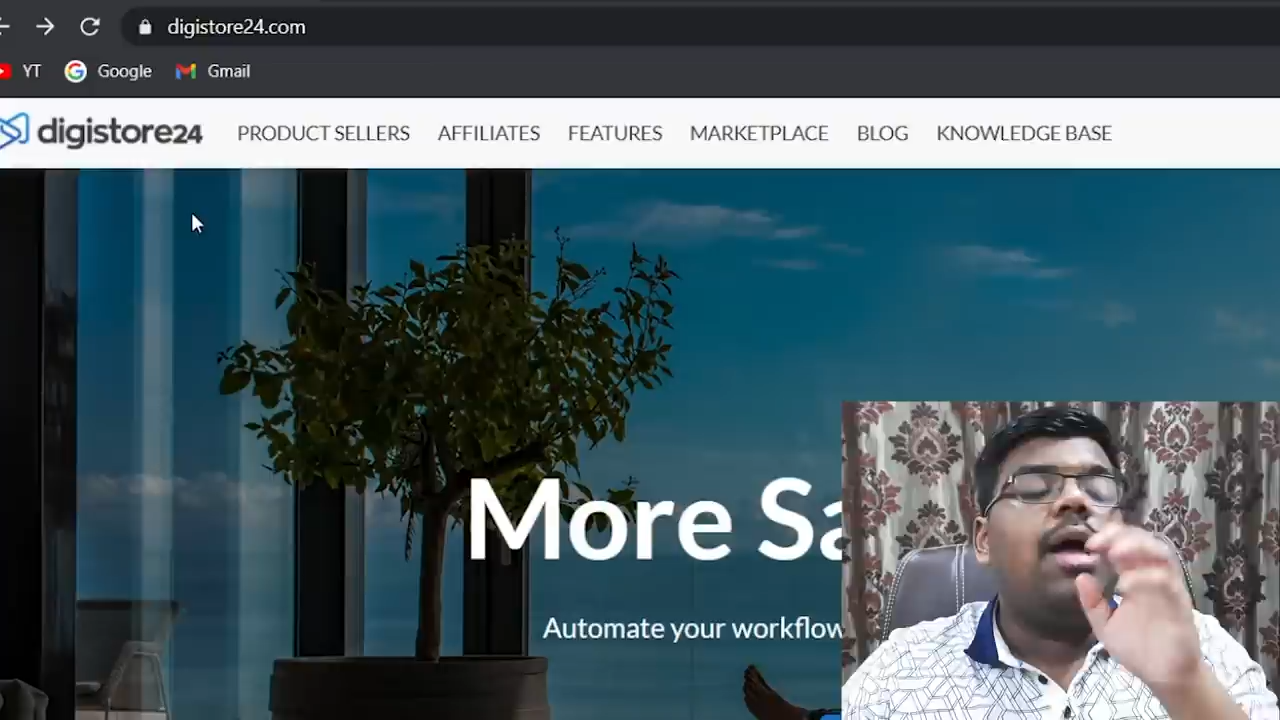 digistore24.com
YT Google Gmail
digistore24 PRODUCT SELLERS AFFILIATES FEATURES MARKETPLACE BLOG KNOWLEDGE BASE
More Sa
Automate your workflow